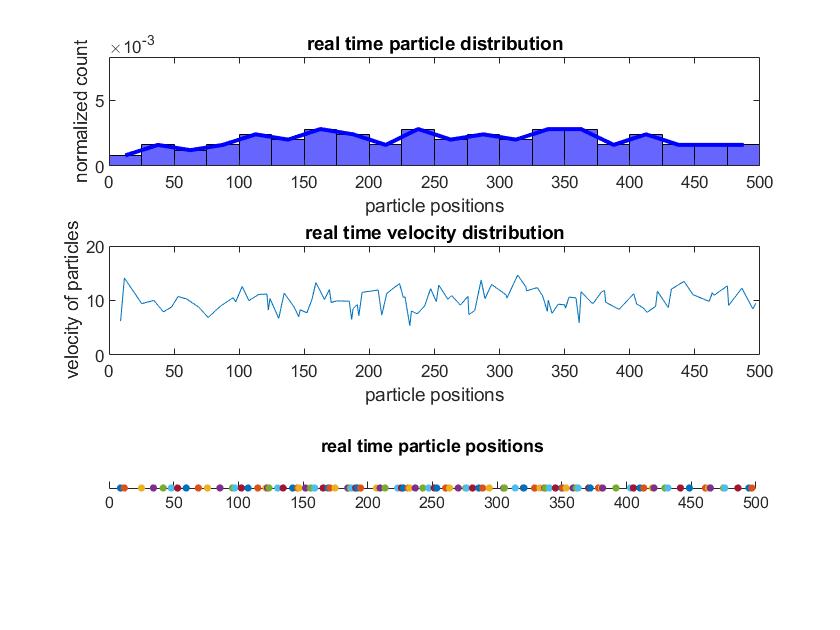 ×10-3
real time particle distribution
normalized count
5
0
0 50 100 150 200 250 300 350 400 450 500
particle positions
real time velocity distribution
velocity of particles
20
10
0
0 50 100 150 200 250 300 350 400 450 500
particle positions
real time particle positions
0 50 100 150 200 250 300 350 400 450 500